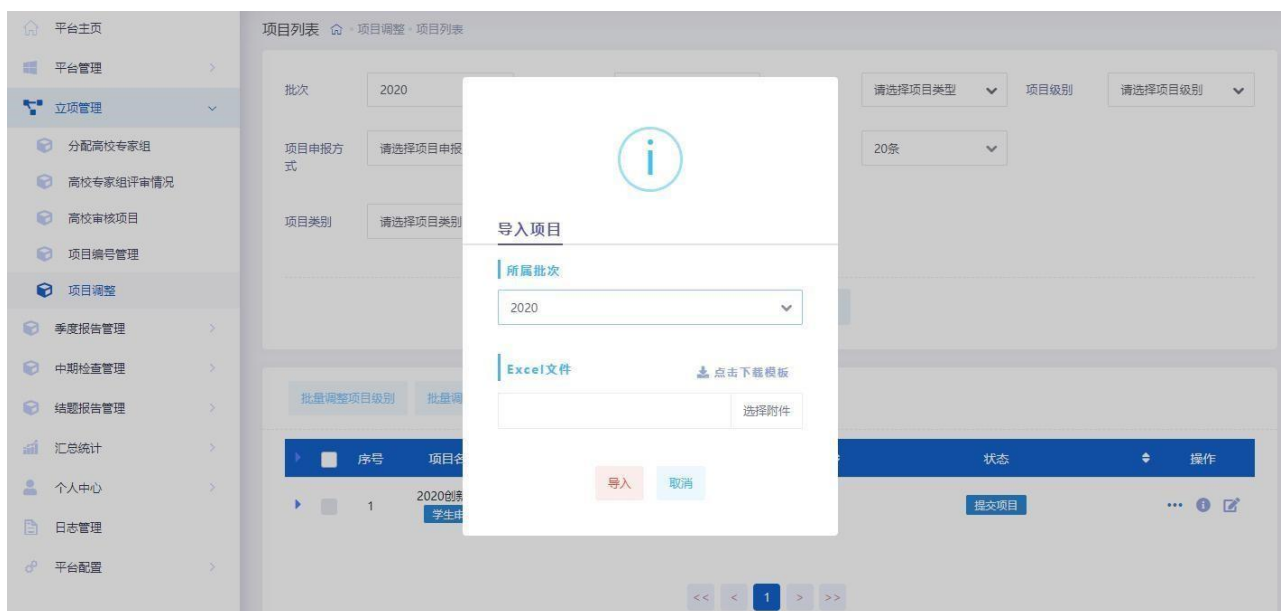 平台主页
平台管理
立项管理
分配高校专家组
高校专家组评审情况
高校审核项目
项目编号管理
项目调整
季度报告管理
中期检查管理
结题报告管理
汇总统计
个人中心
日志管理
平台配置
项目列表 项目调整 项目列表
批次 2020 请选择项目类型 项目级别 请选择项目级别
项目申报方式 请选择项目申报 20条
项目类别 请选择项目类别
i
导入项目
所属批次
2020
Excel文件 点击下载模板
选择附件
导入 取消
批量调整项目级别 批量调
序号 项目名 状态 操作
1 2020创新 提交项目 ...
学生申
<< < 1 > >>